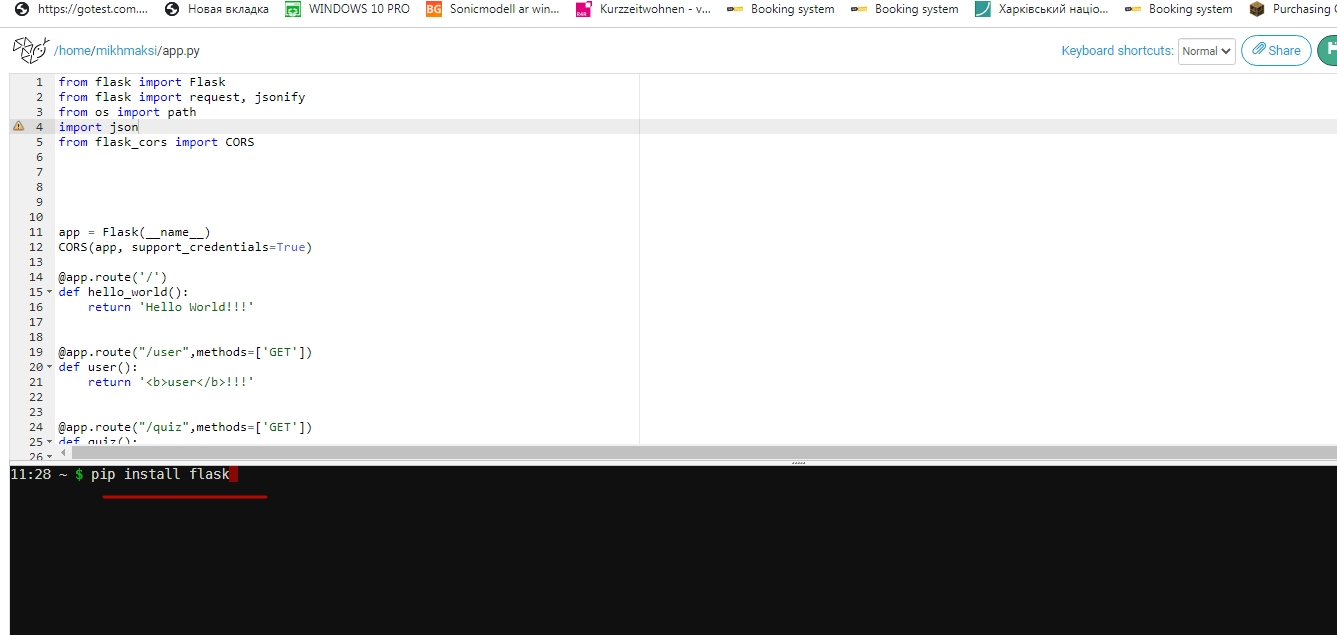 https://gotest.com.... Новая вкладка WINDOWS 10 PRO BG Sonicmodell ar win... Kurzzeitwohnen - v... Booking system Booking system Харківський націо... Booking system Purchasing
/home/mikhmaksi/app.py Keyboard shortcuts: Normal Share
1 from flask import Flask
2 from flask import request, jsonify
3 from os import path
4 import json
5 from flask_cors import CORS
6
7
8
9
10
11 app = Flask(__name__)
12 CORS(app, support_credentials=True)
13
14 @app.route('/')
15 def hello_world():
16 return 'Hello World!!!'
17
18
19 @app.route("/user",methods=['GET'])
20 def user():
21 return '<b>user</b>!!!'
22
23
24 @app.route("/quiz",methods=['GET'])
25 def quiz():
26
11:28 ~ $ pip install flask